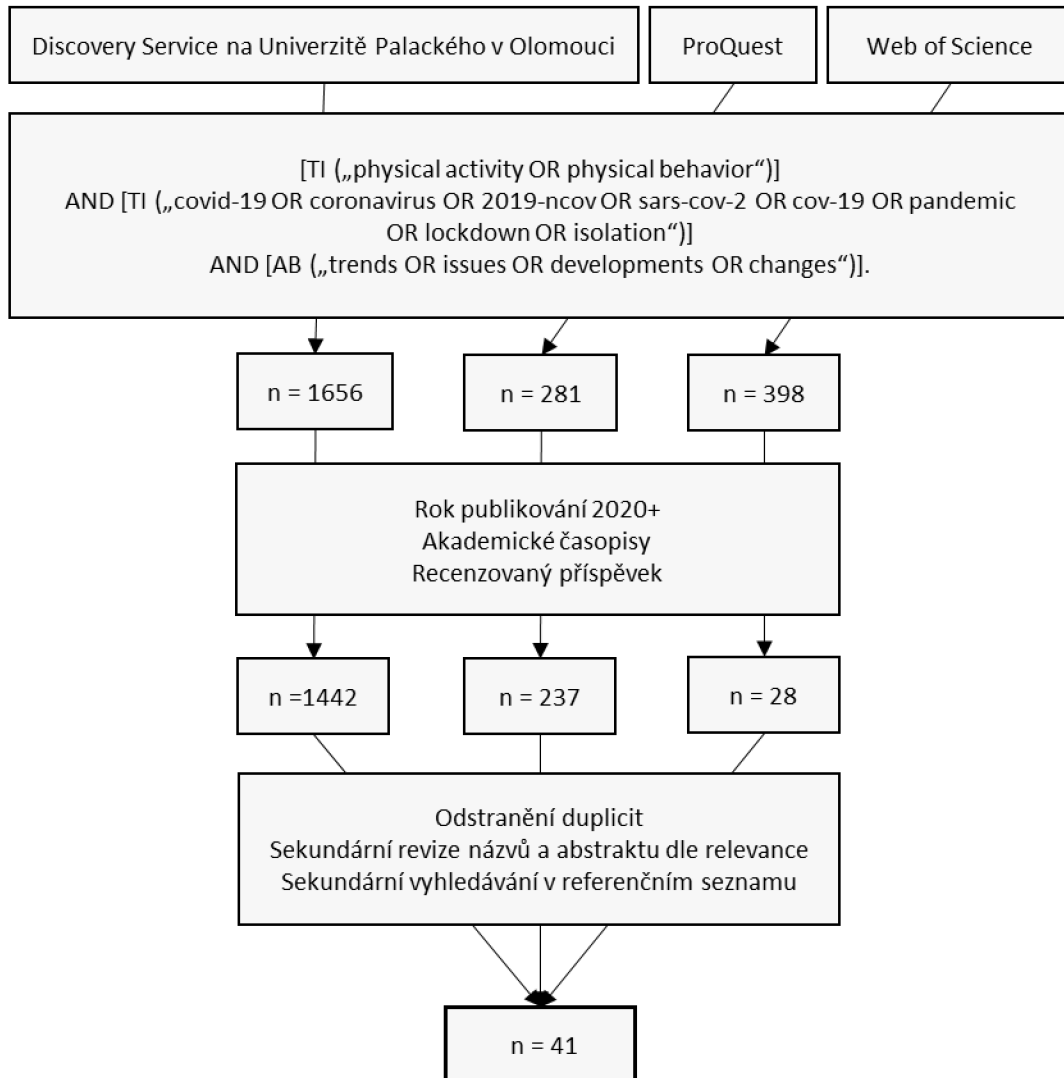 Discovery Service na Univerzitě Palackého v Olomouci
ProQuest
Web of Science
[TI („physical activity OR physical behavior“)]
AND [TI („covid-19 OR coronavirus OR 2019-ncov OR sars-cov-2 OR cov-19 OR pandemic
OR lockdown OR isolation“)]
AND [AB („trends OR issues OR developments OR changes“)].
n = 1656
n = 281
n = 398
Rok publikování 2020+
Akademické časopisy
Recenzovaný příspěvek
n =1442
n = 237
n = 28
Odstranění duplicit
Sekundární revize názvů a abstraktu dle relevance
Sekundární vyhledávání v referenčním seznamu
n = 41